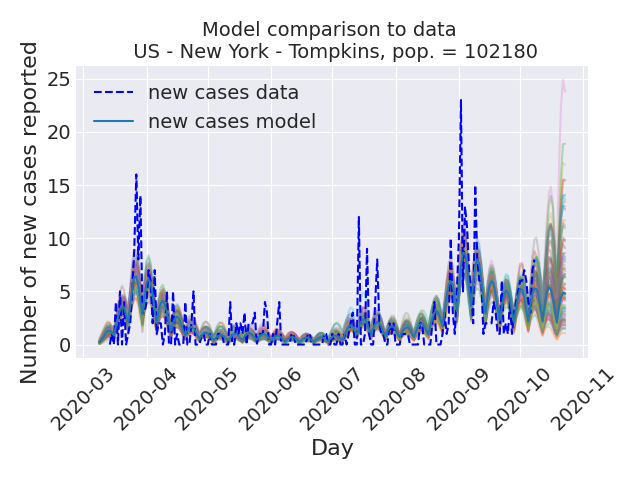 Model comparison to data
US - New York - Tompkins, pop. = 102180
Number of new cases reported
25
20
15
10
5
0
new cases data
new cases model
2020-03
2020-04
2020-05
2020-06
2020-07
2020-08
2020-09
2020-10
2020-11
Day